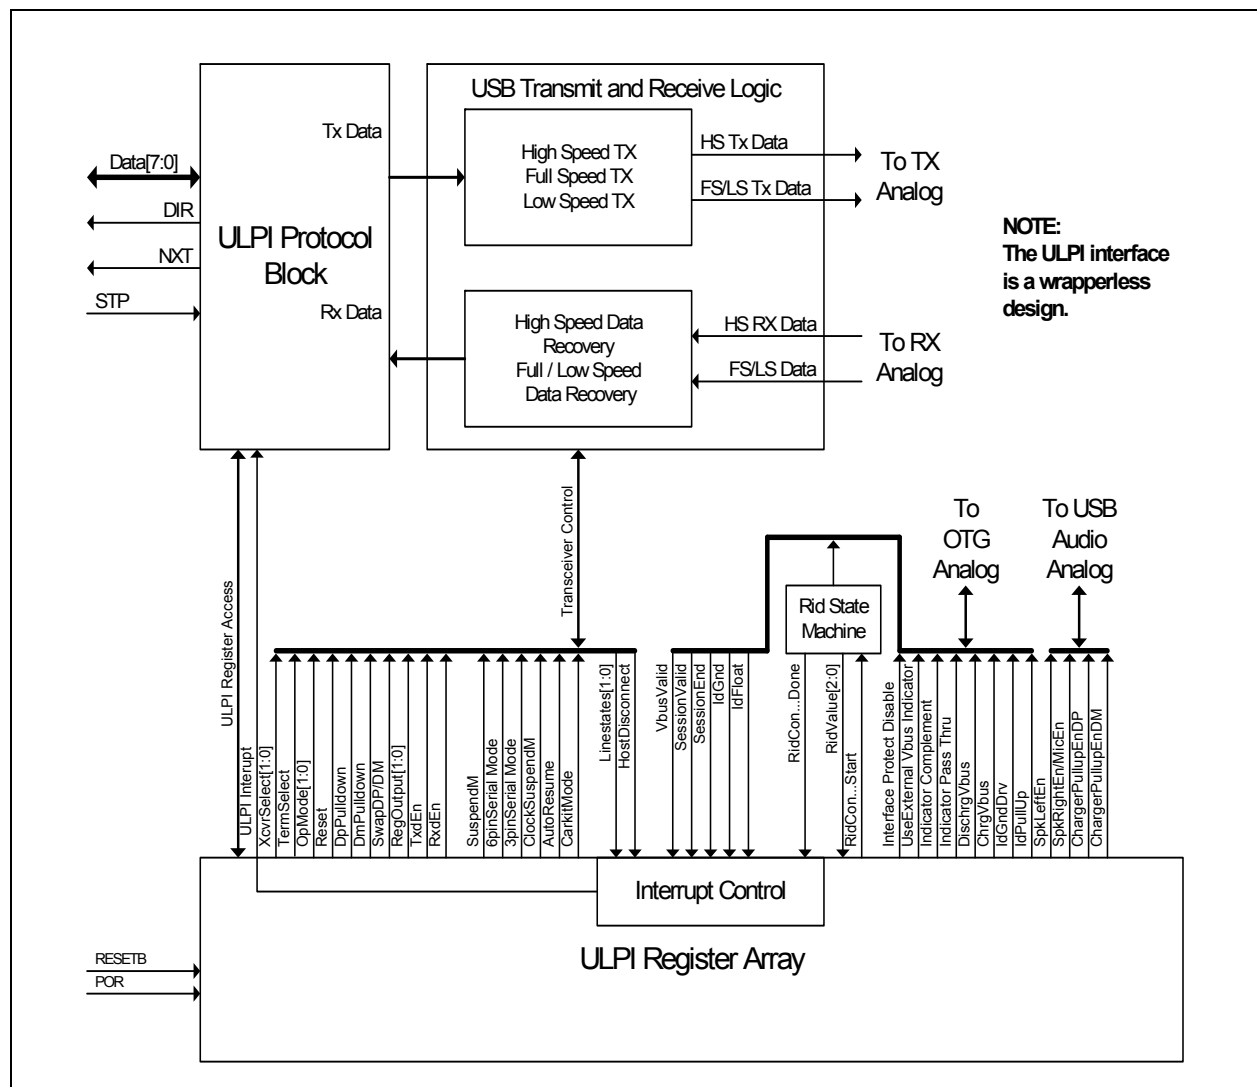 USB Transmit and Receive Logic
Tx Data
Data[7:0]
DIR
NXT
STP
ULPI Protocol
Block
Rx Data
High Speed TX
Full Speed TX
Low Speed TX
HS Tx Data
FS/LS Tx Data
To TX
Analog
NOTE:
The ULPI interface
is a wrapperless
design.
High Speed Data
Recovery
Full / Low Speed
Data Recovery
HS RX Data
FS/LS Data
To RX
Analog
ULPI Register Access
ULPI Interupt
Transceiver Control
To
OTG
Analog
To USB
Audio
Analog
Rid State
Machine
XcvrSelect[1:0]
TermSelect
OpMode[1:0]
Reset
DpPulldown
DmPulldown
SwapDP/DM
RegOutput[1:0]
TxdEn
RxdEn
SuspendM
6pinSerial Mode
3pinSerial Mode
ClockSuspendM
AutoResume
CarkitMode
Linestates[1:0]
HostDisconnect
VbusValid
SessionValid
SessionEnd
IdGnd
IdFloat
RidCon...Done
RidValue[2:0]
RidCon...Start
Interface Protect Disable
UseExternal Vbus Indicator
Indicator Complement
Indicator Pass Thru
DischrgVbus
ChrgVbus
IdGndDrv
IdPullUp
SpkLeftEn
SpkRightEn/MicEn
ChargerPullupEnDP
ChargerPullupEnDM
Interrupt Control
ULPI Register Array
RESETB
POR